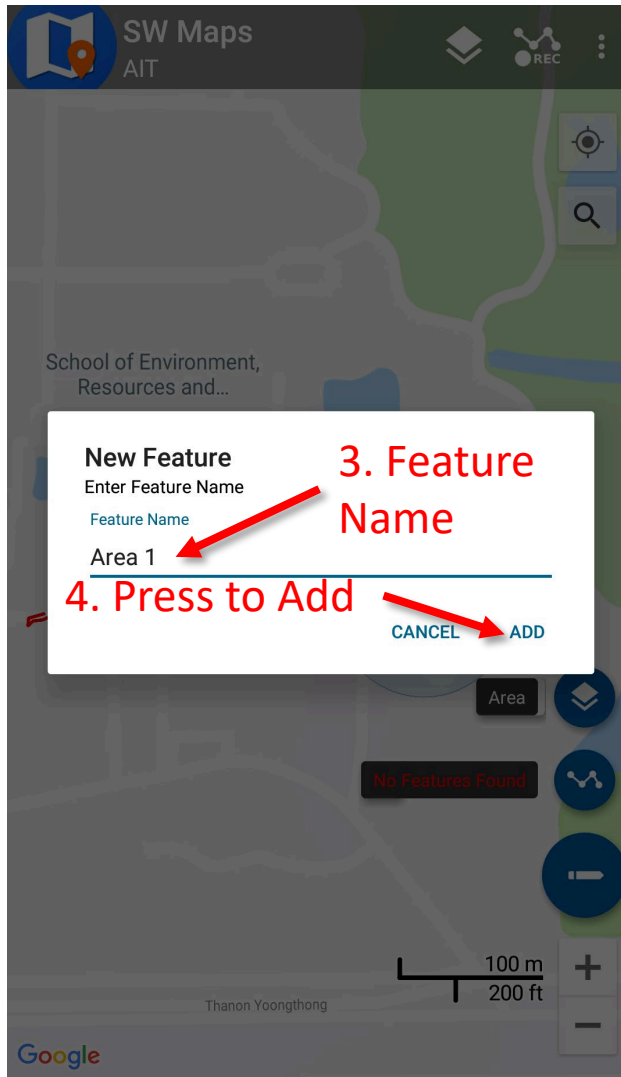 SW Maps
AIT
REC
School of Environment,
Resources and...
New Feature
Enter Feature Name
Feature Name
Area 1
3. Feature
Name
4. Press to Add
CANCEL
ADD
Area
No Features Found
100 m
200 ft
Thanon Yoongthong
Google